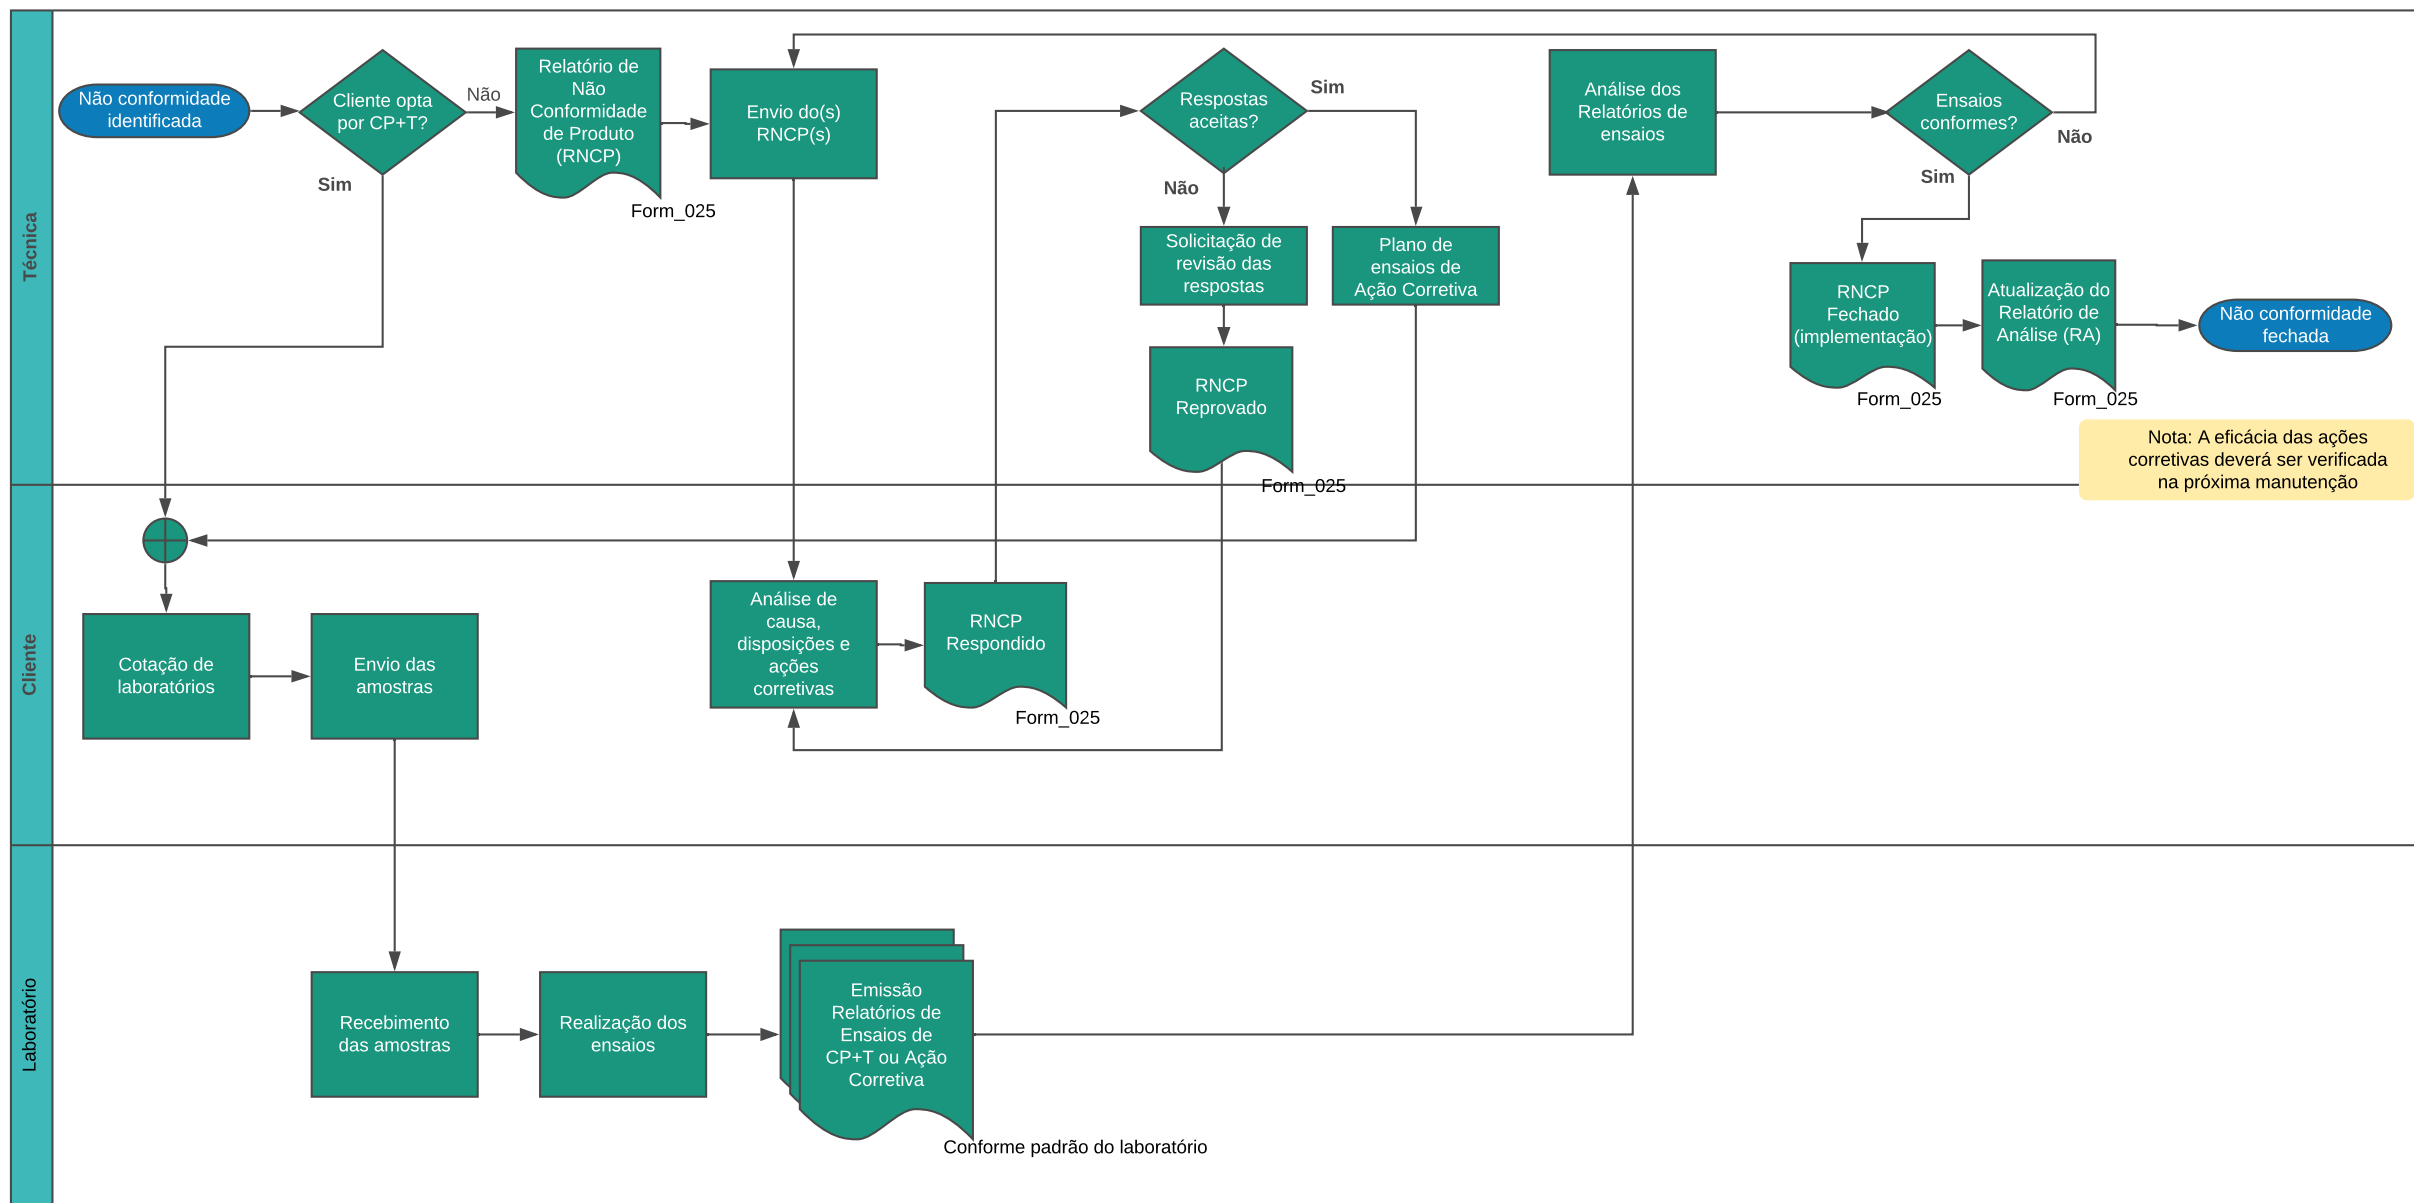 Técnica
Não conformidade
identificada
Cliente opta
por CP+T?
Não
Sim
Relatório de
Não
Conformidade
de Produto
(RNCP)
Form_025
Envio do(s)
RNCP(s)
Respostas
aceitas?
Sim
Não
Solicitação de
revisão das
respostas
Plano de
ensaios de
Ação Corretiva
RNCP
Reprovado
Form_025
Análise dos
Relatórios de
ensaios
Ensaios
conformes?
Não
Sim
RNCP
Fechado
(implementação)
Form_025
Atualização do
Relatório de
Análise (RA)
Form_025
Não conformidade
fechada
Nota: A eficácia das ações
corretivas deverá ser verificada
na próxima manutenção
Cliente
Cotação de
laboratórios
Envio das
amostras
Análise de
causa,
disposições e
ações
corretivas
RNCP
Respondido
Form_025
Laboratório
Recebimento
das amostras
Realização dos
ensaios
Emissão
Relatórios de
Ensaios de
CP+T ou Ação
Corretiva
Conforme padrão do laboratório